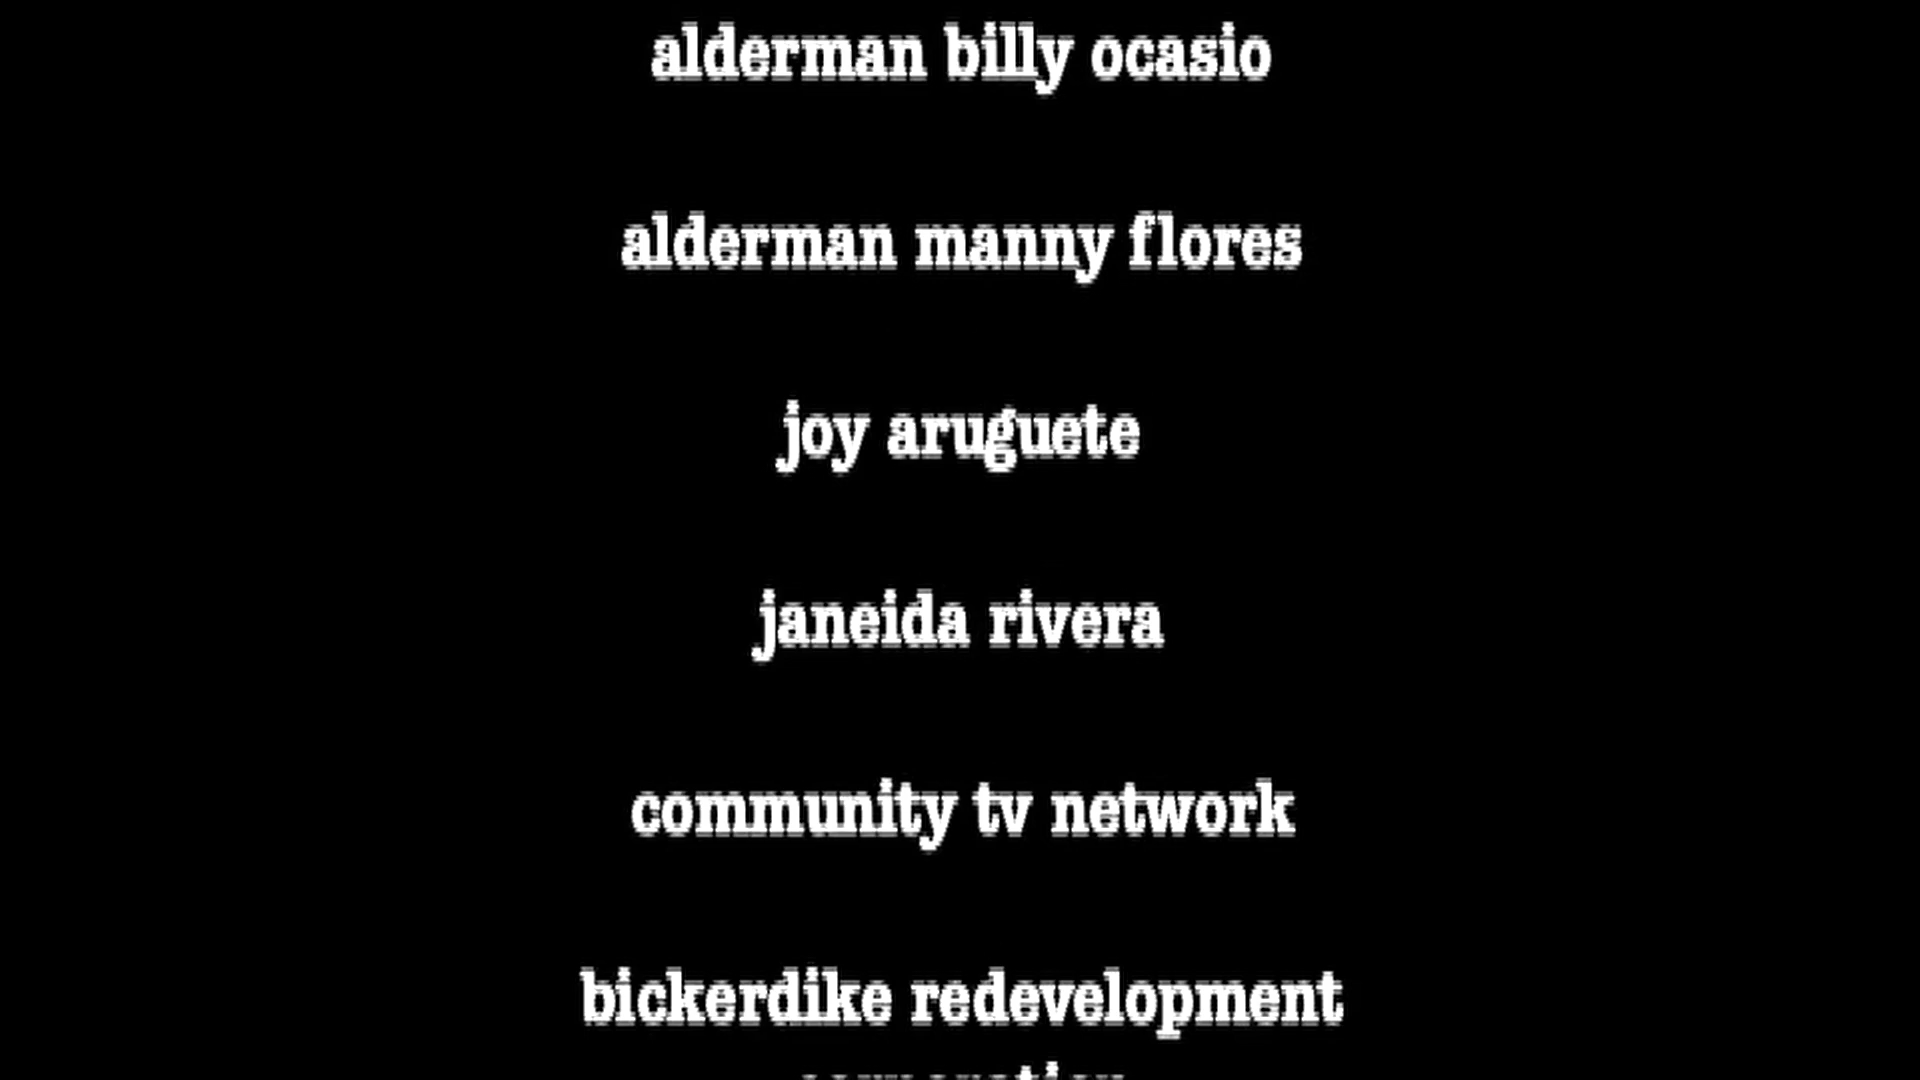 alderman billy ocasio
alderman manny flores
joy aruguete
janeida rivera
community tv network
bickerdike redevelopment